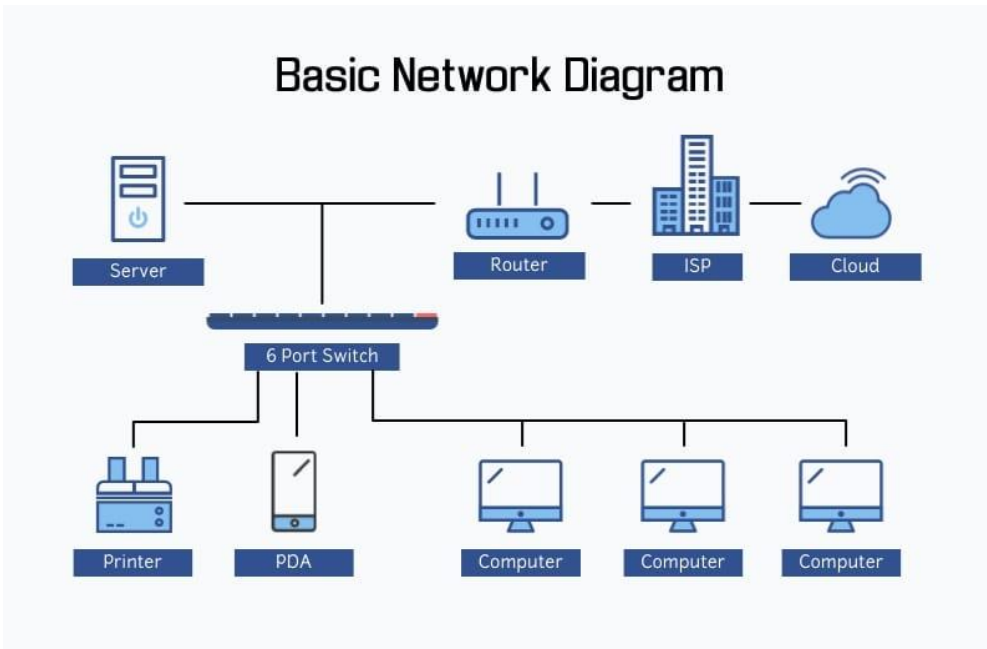 Basic Network Diagram
Server
Router
ISP
Cloud
6 Port Switch
Printer
PDA
Computer
Computer
Computer